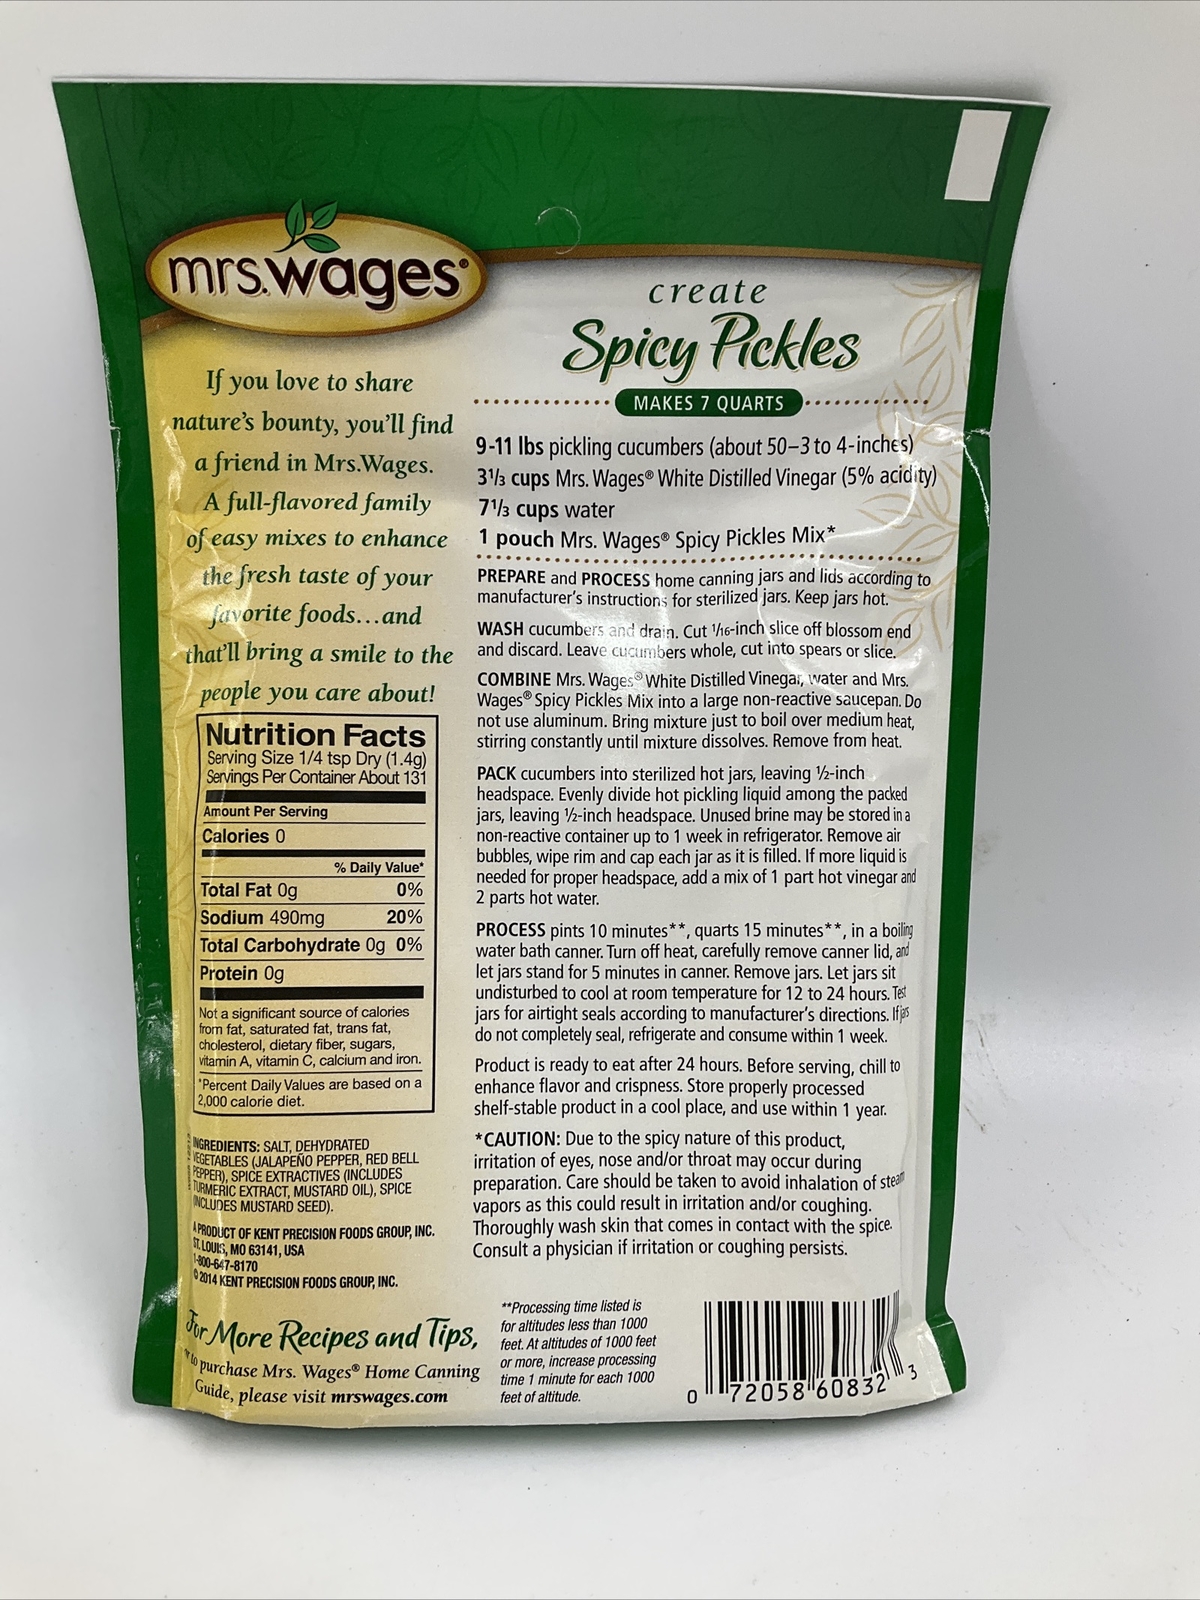 mrs.wages®
If you love to share
nature's bounty, you'll find
a friend in Mrs.Wages.
A full-flavored family
of easy mixes to enhance
the fresh taste of your
favorite foods...and
that'll bring a smile to the
people you care about!
Nutrition Facts
Serving Size 1/4 tsp Dry (1.4g)
Servings Per Container About 131
Amount Per Serving
Calories 0
% Daily Value*
Total Fat 0g 0%
Sodium 490mg 20%
Total Carbohydrate 0g 0%
Protein 0g
Not a significant source of calories
from fat, saturated fat, trans fat,
cholesterol, dietary fiber, sugars,
vitamin A, vitamin C, calcium and iron.
*Percent Daily Values are based on a
2,000 calorie diet.
INGREDIENTS: SALT, DEHYDRATED
VEGETABLES (JALAPEÑO PEPPER, RED BELL
PEPPER), SPICE EXTRACTIVES (INCLUDES
TURMERIC EXTRACT, MUSTARD OIL), SPICE
(INCLUDES MUSTARD SEED).
A PRODUCT OF KENT PRECISION FOODS GROUP, INC.
ST. LOUIS, MO 63141, USA
1-800-647-8170
© 2014 KENT PRECISION FOODS GROUP, INC.
For More Recipes and Tips,
or to purchase Mrs. Wages® Home Canning
Guide, please visit mrswages.com
create
Spicy Pickles
MAKES 7 QUARTS
9-11 lbs pickling cucumbers (about 50–3 to 4-inches)
3 1/3 cups Mrs. Wages® White Distilled Vinegar (5% acidity)
7 1/3 cups water
1 pouch Mrs. Wages® Spicy Pickles Mix*
PREPARE and PROCESS home canning jars and lids according to
manufacturer's instructions for sterilized jars. Keep jars hot.
WASH cucumbers and drain. Cut 1/16-inch slice off blossom end
and discard. Leave cucumbers whole, cut into spears or slice.
COMBINE Mrs. Wages® White Distilled Vinegar, water and Mrs.
Wages® Spicy Pickles Mix into a large non-reactive saucepan. Do
not use aluminum. Bring mixture just to boil over medium heat,
stirring constantly until mixture dissolves. Remove from heat.
PACK cucumbers into sterilized hot jars, leaving ½-inch
headspace. Evenly divide hot pickling liquid among the packed
jars, leaving ½-inch headspace. Unused brine may be stored in a
non-reactive container up to 1 week in refrigerator. Remove air
bubbles, wipe rim and cap each jar as it is filled. If more liquid is
needed for proper headspace, add a mix of 1 part hot vinegar and
2 parts hot water.
PROCESS pints 10 minutes**, quarts 15 minutes**, in a boiling
water bath canner. Turn off heat, carefully remove canner lid, and
let jars stand for 5 minutes in canner. Remove jars. Let jars sit
undisturbed to cool at room temperature for 12 to 24 hours. Test
jars for airtight seals according to manufacturer's directions. If jars
do not completely seal, refrigerate and consume within 1 week.
Product is ready to eat after 24 hours. Before serving, chill to
enhance flavor and crispness. Store properly processed
shelf-stable product in a cool place, and use within 1 year.
*CAUTION: Due to the spicy nature of this product,
irritation of eyes, nose and/or throat may occur during
preparation. Care should be taken to avoid inhalation of steam
vapors as this could result in irritation and/or coughing.
Thoroughly wash skin that comes in contact with the spice.
Consult a physician if irritation or coughing persists.
**Processing time listed is
for altitudes less than 1000
feet. At altitudes of 1000 feet
or more, increase processing
time 1 minute for each 1000
feet of altitude.
0 72058 60832 3